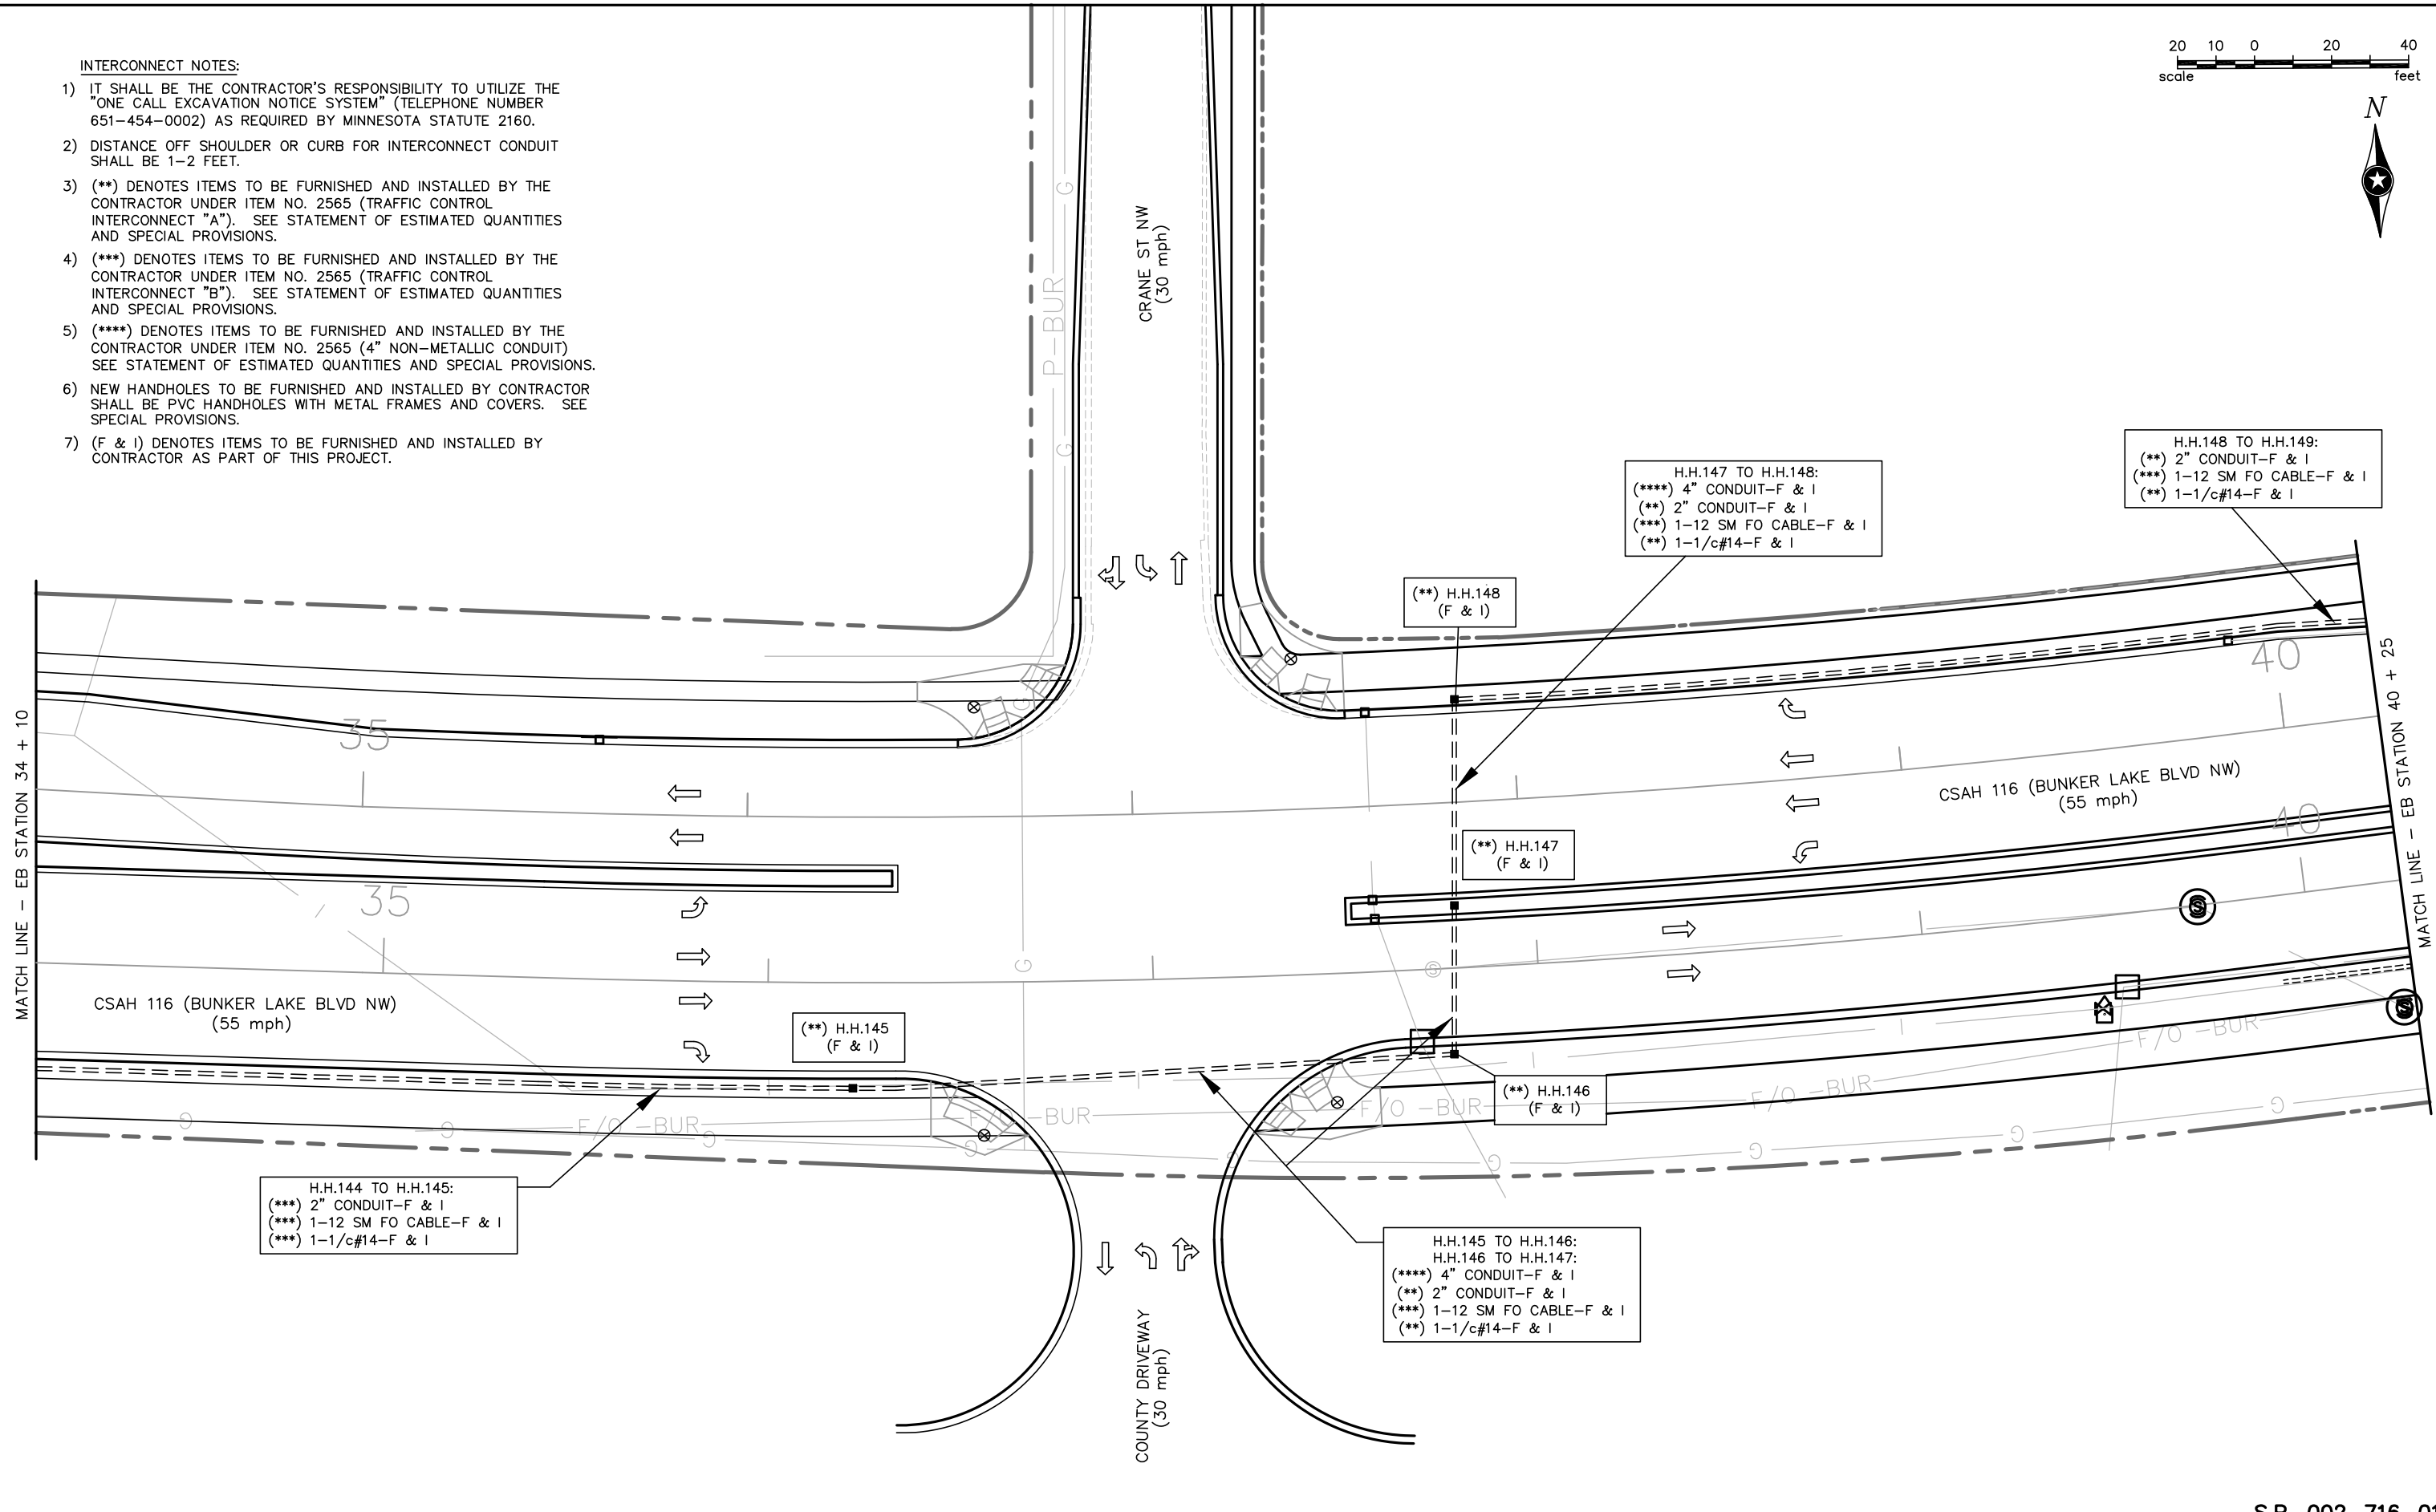 INTERCONNECT NOTES:
1) IT SHALL BE THE CONTRACTOR'S RESPONSIBILITY TO UTILIZE THE
"ONE CALL EXCAVATION NOTICE SYSTEM" (TELEPHONE NUMBER
651-454-0002) AS REQUIRED BY MINNESOTA STATUTE 2160.
2) DISTANCE OFF SHOULDER OR CURB FOR INTERCONNECT CONDUIT
SHALL BE 1-2 FEET.
3) (**) DENOTES ITEMS TO BE FURNISHED AND INSTALLED BY THE
CONTRACTOR UNDER ITEM NO. 2565 (TRAFFIC CONTROL
INTERCONNECT "A"). SEE STATEMENT OF ESTIMATED QUANTITIES
AND SPECIAL PROVISIONS.
4) (***) DENOTES ITEMS TO BE FURNISHED AND INSTALLED BY THE
CONTRACTOR UNDER ITEM NO. 2565 (TRAFFIC CONTROL
INTERCONNECT "B"). SEE STATEMENT OF ESTIMATED QUANTITIES
AND SPECIAL PROVISIONS.
5) (****) DENOTES ITEMS TO BE FURNISHED AND INSTALLED BY THE
CONTRACTOR UNDER ITEM NO. 2565 (4" NON-METALLIC CONDUIT)
SEE STATEMENT OF ESTIMATED QUANTITIES AND SPECIAL PROVISIONS.
6) NEW HANDHOLES TO BE FURNISHED AND INSTALLED BY CONTRACTOR
SHALL BE PVC HANDHOLES WITH METAL FRAMES AND COVERS. SEE
SPECIAL PROVISIONS.
7) (F & I) DENOTES ITEMS TO BE FURNISHED AND INSTALLED BY
CONTRACTOR AS PART OF THIS PROJECT.
20 10 0 20 40
scale feet
N
G
P-BUR
G
CRANE ST NW
(30 mph)
H.H.148 TO H.H.149:
(**) 2" CONDUIT-F & I
(***) 1-12 SM FO CABLE-F & I
(**) 1-1/c#14-F & I
H.H.147 TO H.H.148:
(****) 4" CONDUIT-F & I
(**) 2" CONDUIT-F & I
(***) 1-12 SM FO CABLE-F & I
(**) 1-1/c#14-F & I
(**) H.H.148
(F & I)
MATCH LINE - EB STATION 34 + 10
MATCH LINE - EB STATION 40 + 25
35
G
40
CSAH 116 (BUNKER LAKE BLVD NW)
(55 mph)
40
(**) H.H.147
(F & I)
35
S
G
S
CSAH 116 (BUNKER LAKE BLVD NW)
(55 mph)
(**) H.H.145
(F & I)
S
F/O -BUR
(**) H.H.146
(F & I)
F/O -BUR
F/O -BUR
F/O -BUR
F/O -BUR
G
G
G
G
G
G
G
G
G
H.H.144 TO H.H.145:
(***) 2" CONDUIT-F & I
(***) 1-12 SM FO CABLE-F & I
(***) 1-1/c#14-F & I
H.H.145 TO H.H.146:
H.H.146 TO H.H.147:
(****) 4" CONDUIT-F & I
(**) 2" CONDUIT-F & I
(***) 1-12 SM FO CABLE-F & I
(**) 1-1/c#14-F & I
COUNTY DRIVEWAY
(30 mph)